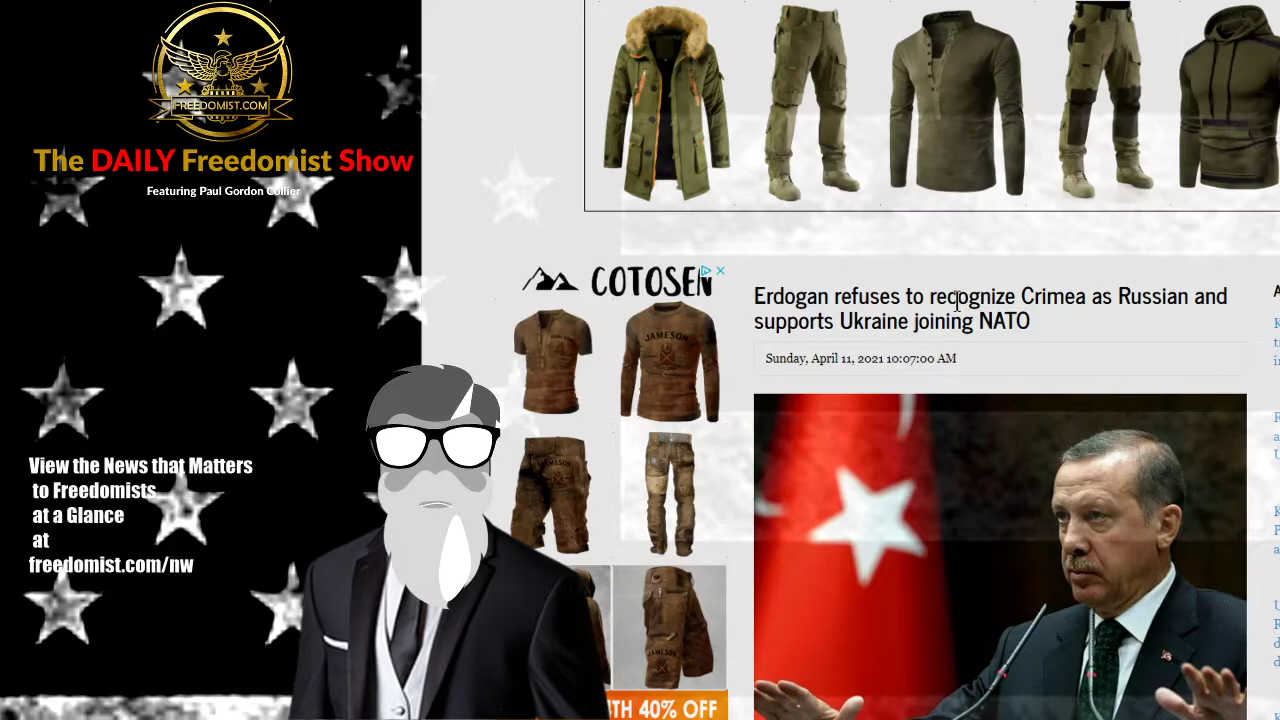 FREEDOMIST.COM
The DAILY Freedomist Show
Featuring Paul Gordon Collier
View the News that Matters
to Freedomists
at a Glance
at
freedomist.com/nw
COTOSEN
JAMESON
JAMESON
JAMESON
TH 40% OFF
Erdogan refuses to recognize Crimea as Russian and
supports Ukraine joining NATO
Sunday, April 11, 2021 10:07:00 AM